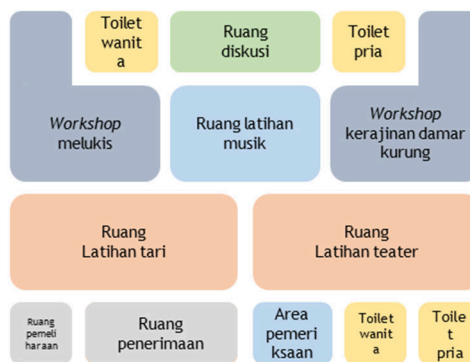 Toilet
wanit
a
Ruang
diskusi
Toilet
pria
Workshop
melukis
Ruang latihan
musik
Workshop
kerajinan damar
kurung
Ruang
Latihan tari
Ruang
Latihan teater
Ruang
pemeli
haraan
Ruang
penerimaan
Area
pemeri
ksaan
Toilet
wanit
a
Toile
t
pria